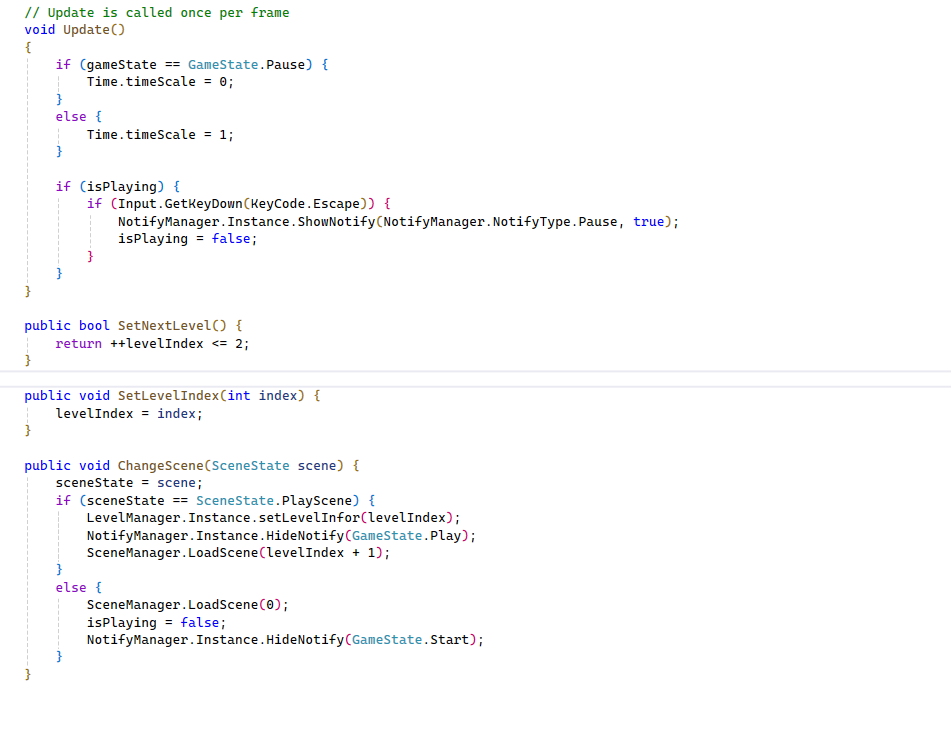 // Update is called once per frame
void Update()
{
    if (gameState == GameState.Pause) {
        Time.timeScale = 0;
    }
    else {
        Time.timeScale = 1;
    }

    if (isPlaying) {
        if (Input.GetKeyDown(KeyCode.Escape)) {
            NotifyManager.Instance.ShowNotify(NotifyManager.NotifyType.Pause, true);
            isPlaying = false;
        }
    }
}

public bool SetNextLevel() {
    return ++levelIndex <= 2;
}

public void SetLevelIndex(int index) {
    levelIndex = index;
}

public void ChangeScene(SceneState scene) {
    sceneState = scene;
    if (sceneState == SceneState.PlayScene) {
        LevelManager.Instance.setLevelInfor(levelIndex);
        NotifyManager.Instance.HideNotify(GameState.Play);
        SceneManager.LoadScene(levelIndex + 1);
    }
    else {
        SceneManager.LoadScene(0);
        isPlaying = false;
        NotifyManager.Instance.HideNotify(GameState.Start);
    }
}